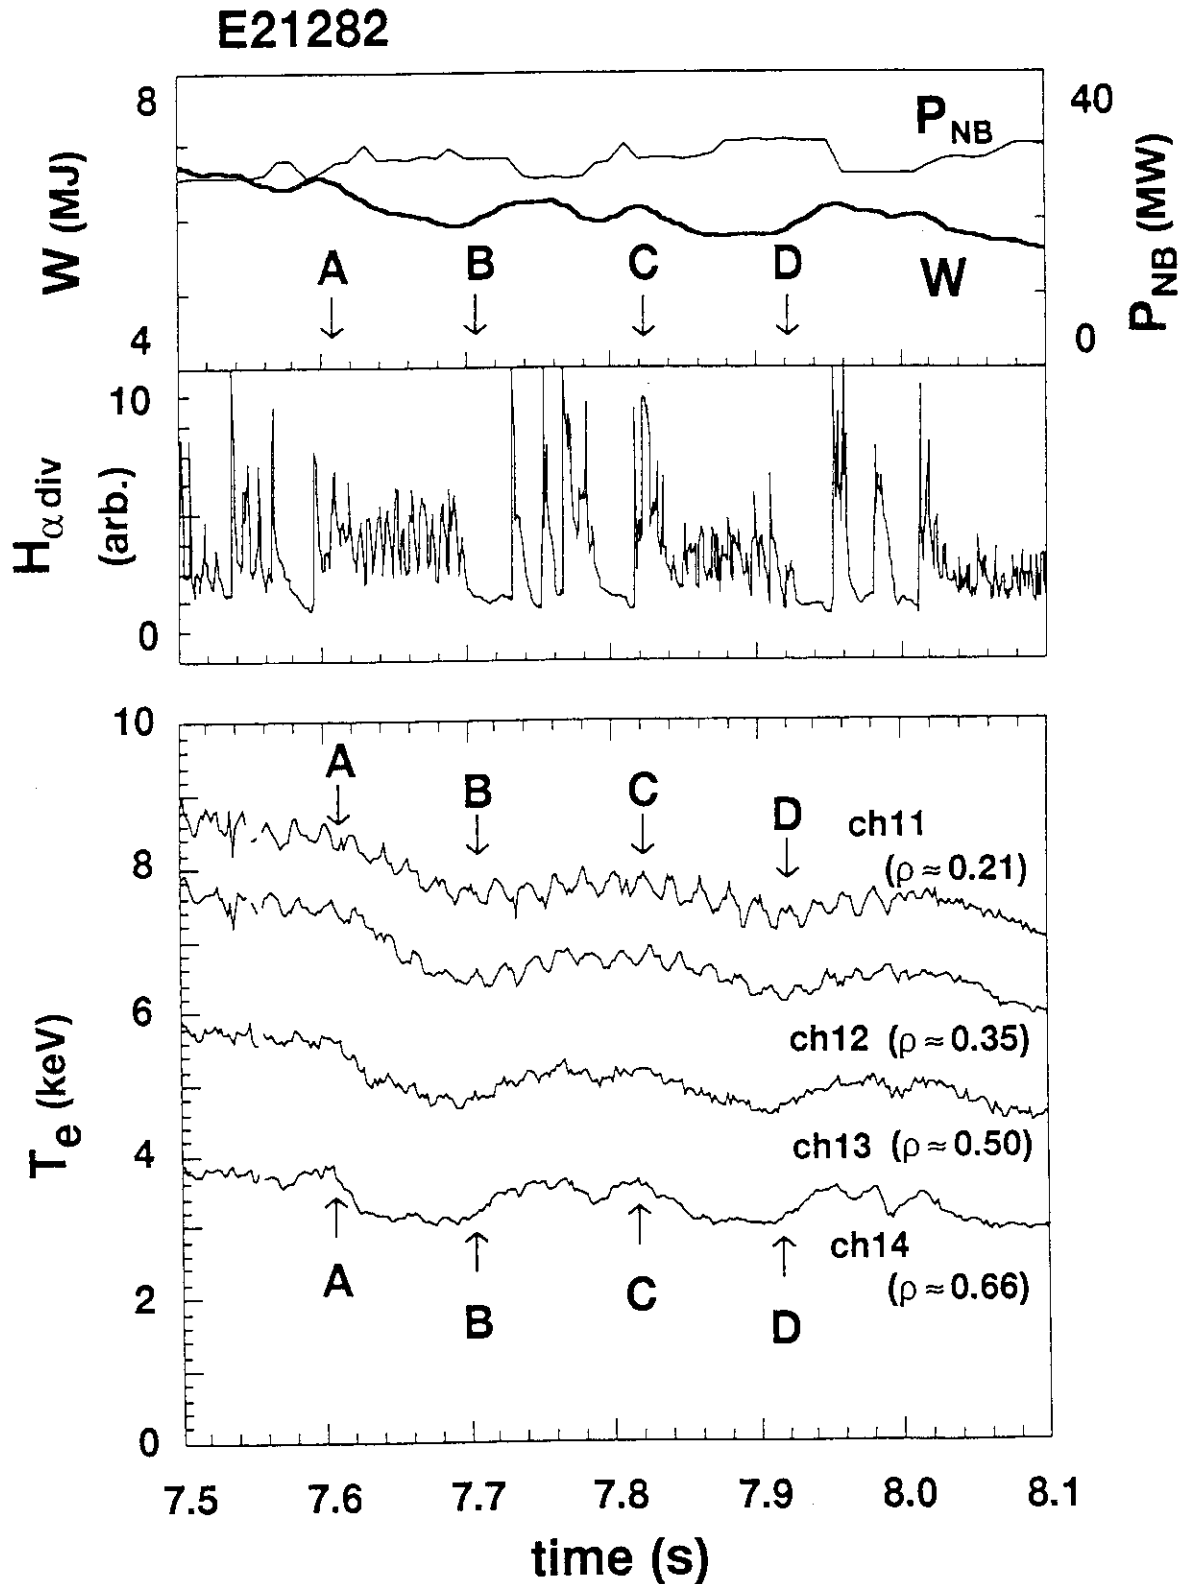 E21282
8
40
P_NB
W (MJ)
P_NB (MW)
A
B
C
D
W
4
0
10
H_α div
(arb.)
0
10
A
B
C
D
ch11
(ρ ≈ 0.21)
8
6
ch12 (ρ ≈ 0.35)
T_e (keV)
ch13 (ρ ≈ 0.50)
4
ch14
(ρ ≈ 0.66)
A
B
C
D
2
0
7.5 7.6 7.7 7.8 7.9 8.0 8.1
time (s)